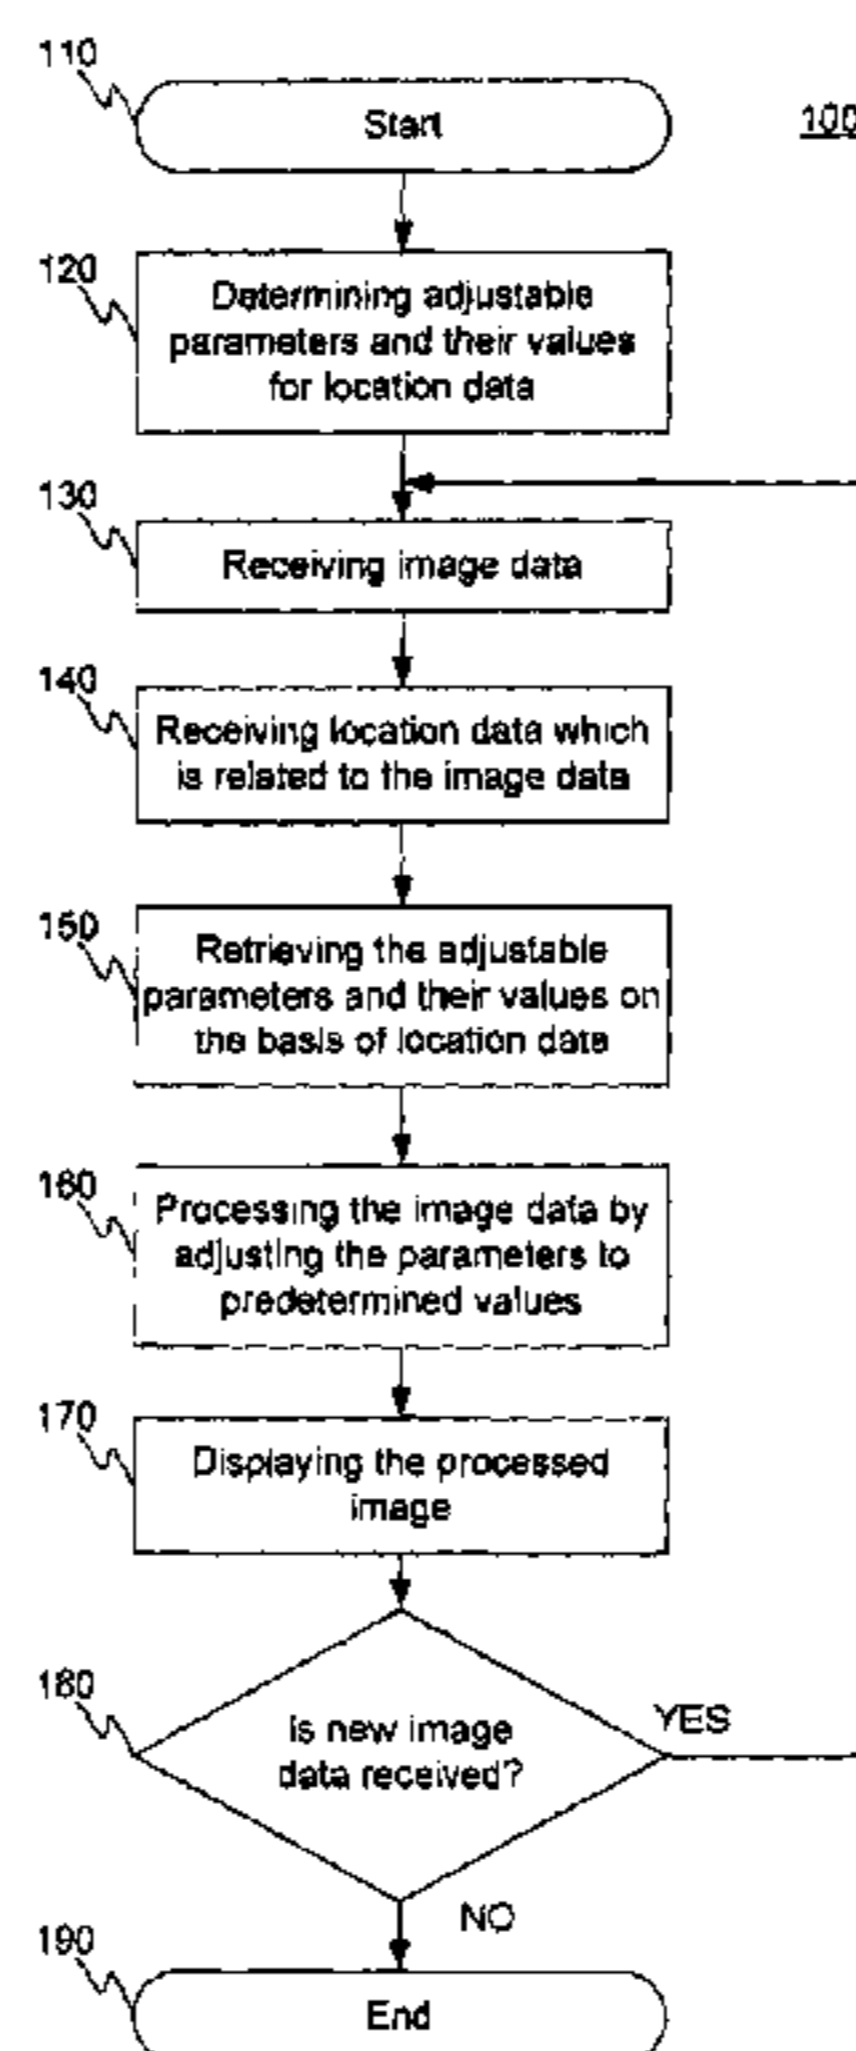 110
Start
100
120
Determining adjustable
parameters and their values
for location data
130
Receiving image data
140
Receiving location data which
is related to the image data
150
Retrieving the adjustable
parameters and their values on
the basis of location data
160
Processing the image data by
adjusting the parameters to
predetermined values
170
Displaying the processed
image
180
Is new image
data received?
YES
NO
190
End